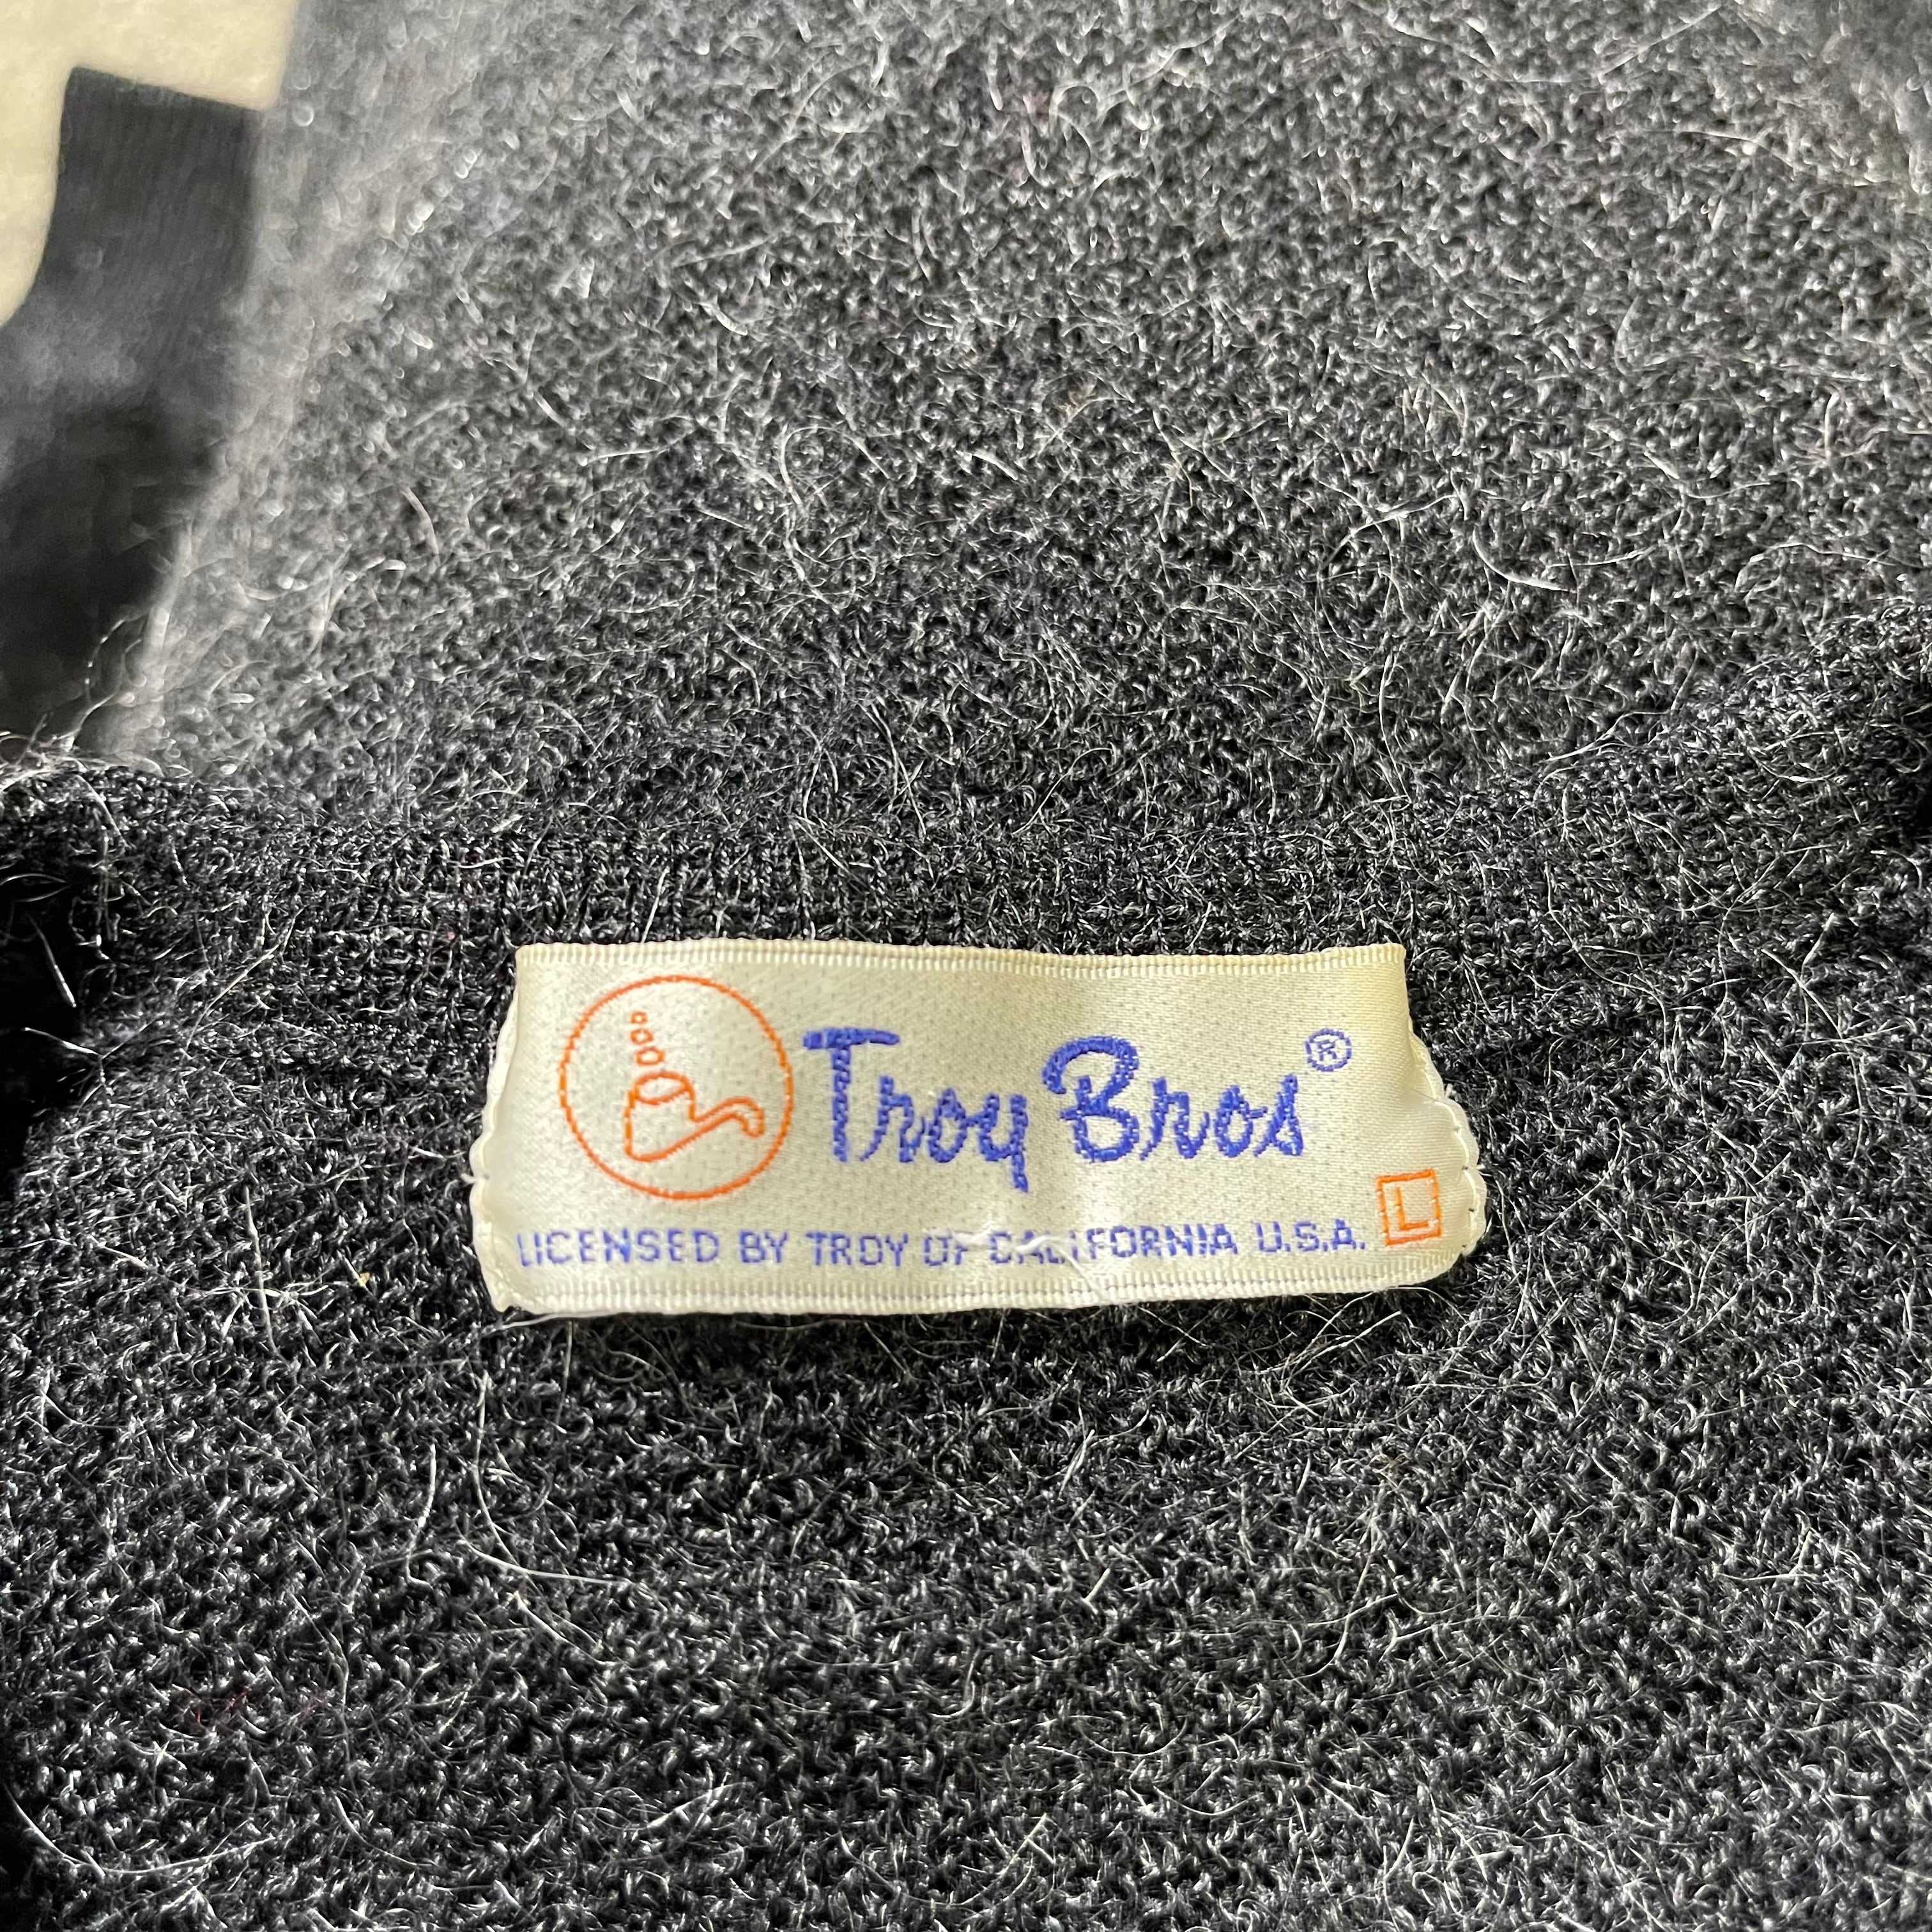 Troy Bros®
LICENSED BY TROY OF CALIFORNIA U.S.A. L